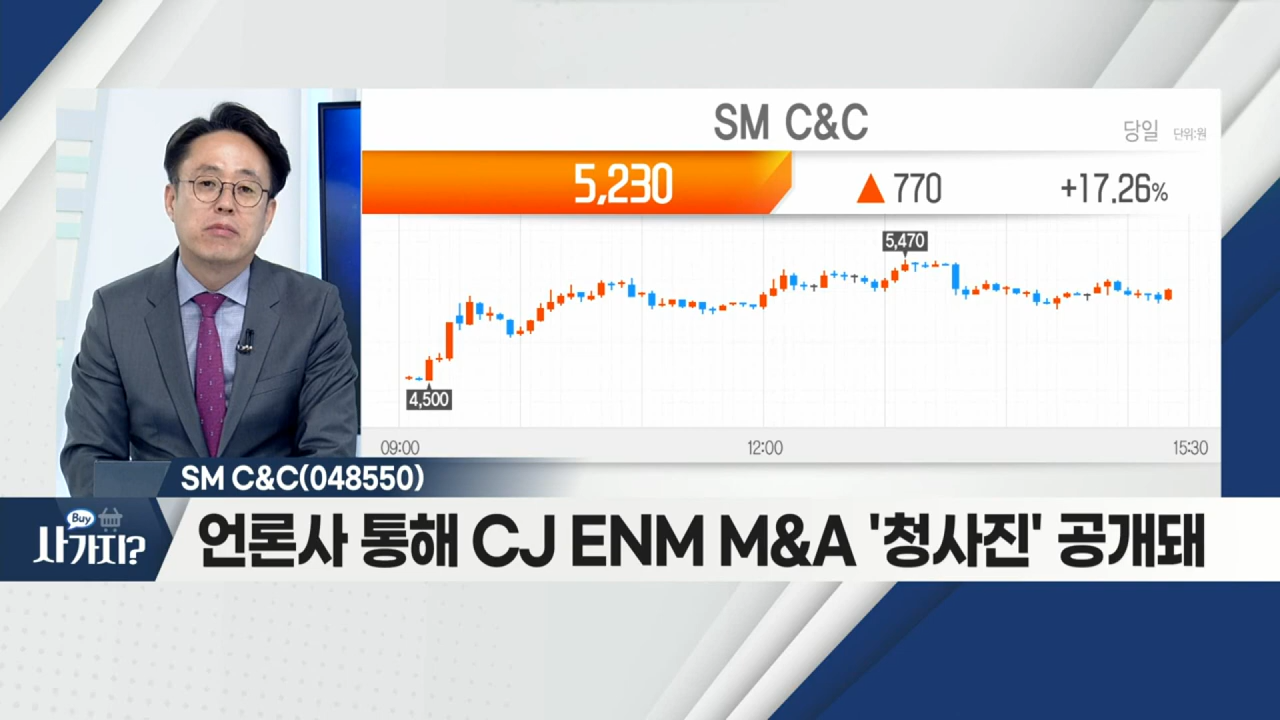 SM C&C
당일 단위:원
5,230 ▲ 770 +17.26%
5,470
4,500
09:00 12:00 15:30
SM C&C(048550)
Buy
사기자?
언론사 통해 CJ ENM M&A '청사진' 공개돼